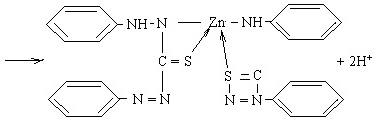 NH – N — Zn – NH
C = S
S = C + 2H⁺
N = N
N = N – N